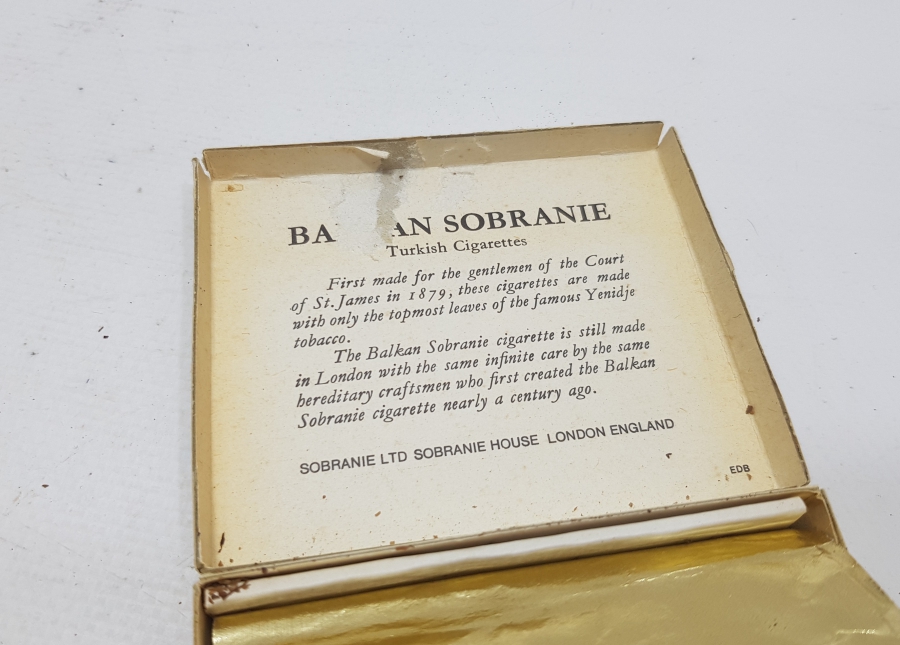 BA AN SOBRANIE
Turkish Cigarettes
First made for the gentlemen of the Court
of St. James in 1879, these cigarettes are made
with only the topmost leaves of the famous Yenidje
tobacco.
The Balkan Sobranie cigarette is still made
in London with the same infinite care by the same
hereditary craftsmen who first created the Balkan
Sobranie cigarette nearly a century ago.
SOBRANIE LTD SOBRANIE HOUSE LONDON ENGLAND
EDB